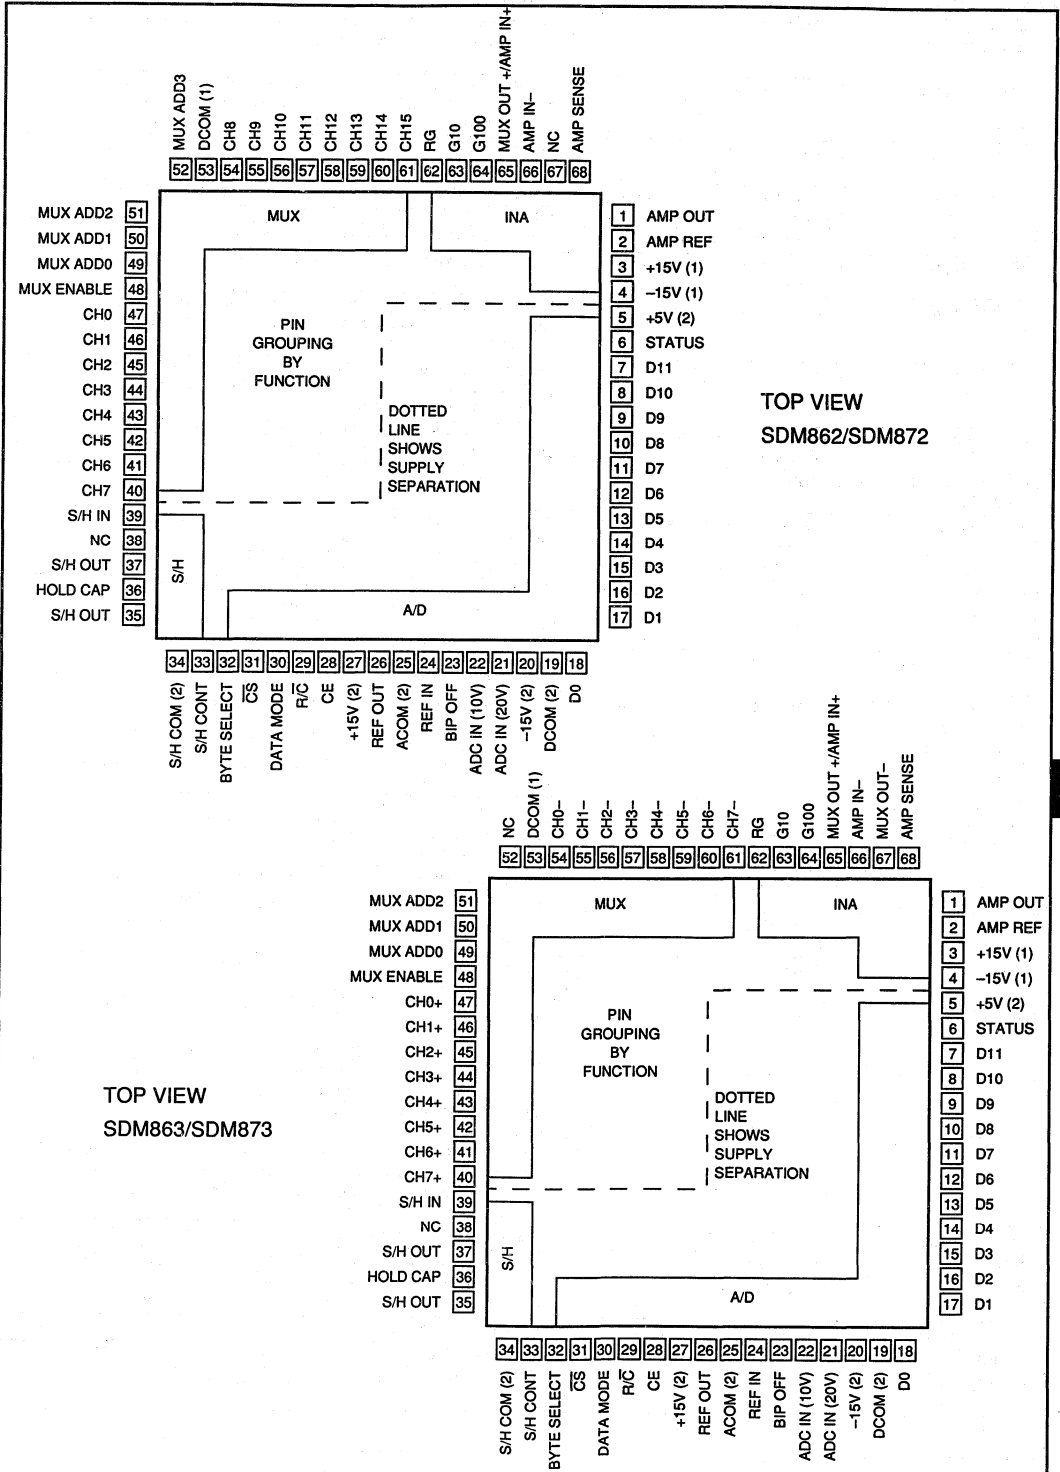 MUX ADD3
DCOM (1)
CH8
CH9
CH10
CH11
CH12
CH13
CH14
CH15
RG
G10
G100
MUX OUT +/AMP IN+
AMP IN–
NC
AMP SENSE
52 53 54 55 56 57 58 59 60 61 62 63 64 65 66 67 68
MUX ADD2 51
MUX ADD1 50
MUX ADD0 49
MUX ENABLE 48
CH0 47
CH1 46
CH2 45
CH3 44
CH4 43
CH5 42
CH6 41
CH7 40
S/H IN 39
NC 38
S/H OUT 37
HOLD CAP 36
S/H OUT 35
MUX
INA
PIN
GROUPING
BY
FUNCTION
DOTTED
LINE
SHOWS
SUPPLY
SEPARATION
S/H
A/D
1 AMP OUT
2 AMP REF
3 +15V (1)
4 –15V (1)
5 +5V (2)
6 STATUS
7 D11
8 D10
9 D9
10 D8
11 D7
12 D6
13 D5
14 D4
15 D3
16 D2
17 D1
TOP VIEW
SDM862/SDM872
34 33 32 31 30 29 28 27 26 25 24 23 22 21 20 19 18
S/H COM (2)
S/H CONT
BYTE SELECT
C̅S̅
DATA MODE
R/C̅
CE
+15V (2)
REF OUT
ACOM (2)
REF IN
BIP OFF
ADC IN (10V)
ADC IN (20V)
–15V (2)
DCOM (2)
D0
NC
DCOM (1)
CH0–
CH1–
CH2–
CH3–
CH4–
CH5–
CH6–
CH7–
RG
G10
G100
MUX OUT +/AMP IN+
AMP IN–
MUX OUT–
AMP SENSE
52 53 54 55 56 57 58 59 60 61 62 63 64 65 66 67 68
MUX ADD2 51
MUX ADD1 50
MUX ADD0 49
MUX ENABLE 48
CH0+ 47
CH1+ 46
CH2+ 45
CH3+ 44
CH4+ 43
CH5+ 42
CH6+ 41
CH7+ 40
S/H IN 39
NC 38
S/H OUT 37
HOLD CAP 36
S/H OUT 35
MUX
INA
PIN
GROUPING
BY
FUNCTION
DOTTED
LINE
SHOWS
SUPPLY
SEPARATION
S/H
A/D
1 AMP OUT
2 AMP REF
3 +15V (1)
4 –15V (1)
5 +5V (2)
6 STATUS
7 D11
8 D10
9 D9
10 D8
11 D7
12 D6
13 D5
14 D4
15 D3
16 D2
17 D1
TOP VIEW
SDM863/SDM873
34 33 32 31 30 29 28 27 26 25 24 23 22 21 20 19 18
S/H COM (2)
S/H CONT
BYTE SELECT
C̅S̅
DATA MODE
R/C̅
CE
+15V (2)
REF OUT
ACOM (2)
REF IN
BIP OFF
ADC IN (10V)
ADC IN (20V)
–15V (2)
DCOM (2)
D0